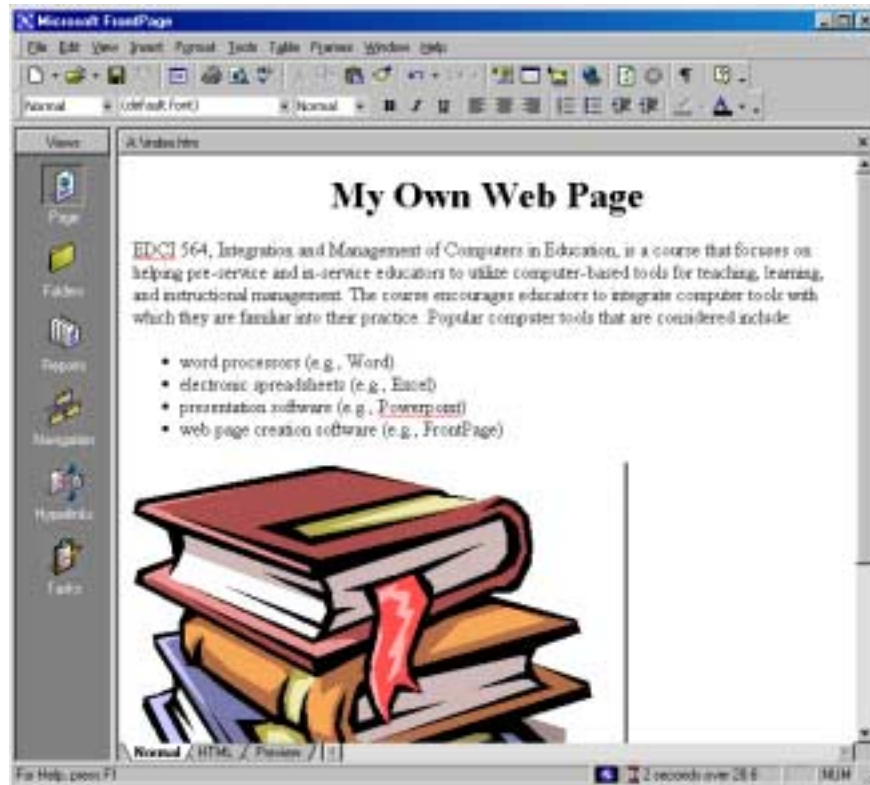 Microsoft FrontPage
File Edit View Insert Format Tools Table Frames Window Help
Normal (default font) Normal B I U A
Views A:\index.htm
Page
Folders
Reports
Navigation
Hyperlinks
Tasks
My Own Web Page
EDCI 564, Integration and Management of Computers in Education, is a course that focuses on
helping pre-service and in-service educators to utilize computer-based tools for teaching, learning,
and instructional management. The course encourages educators to integrate computer tools with
which they are familiar into their practice. Popular computer tools that are considered include:
• word processors (e.g., Word)
• electronic spreadsheets (e.g., Excel)
• presentation software (e.g., Powerpoint)
• web page creation software (e.g., FrontPage)
Normal HTML Preview
For Help, press F1 2 seconds over 28.8 NUM